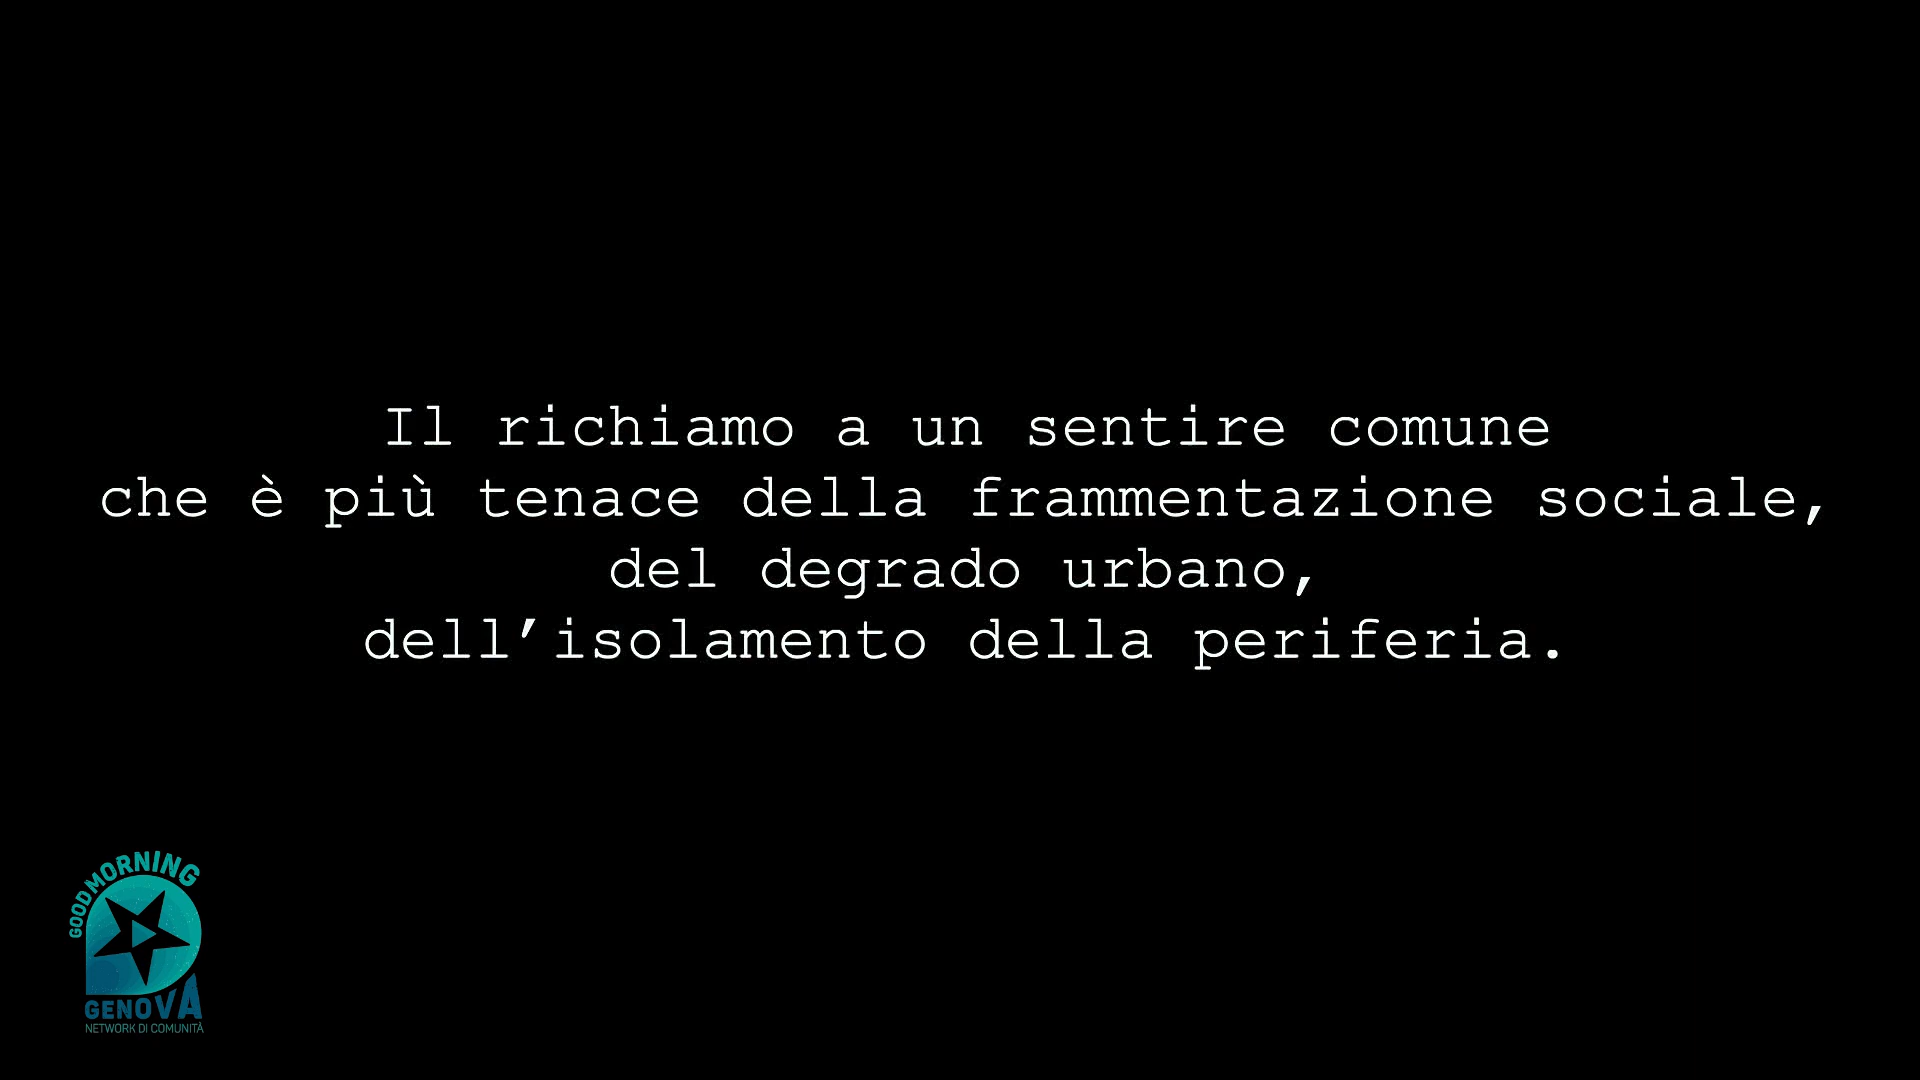 Il richiamo a un sentire comune
che è più tenace della frammentazione sociale,
del degrado urbano,
dell’isolamento della periferia.
GOOD MORNING
GENOVA
NETWORK DI COMUNITÀ